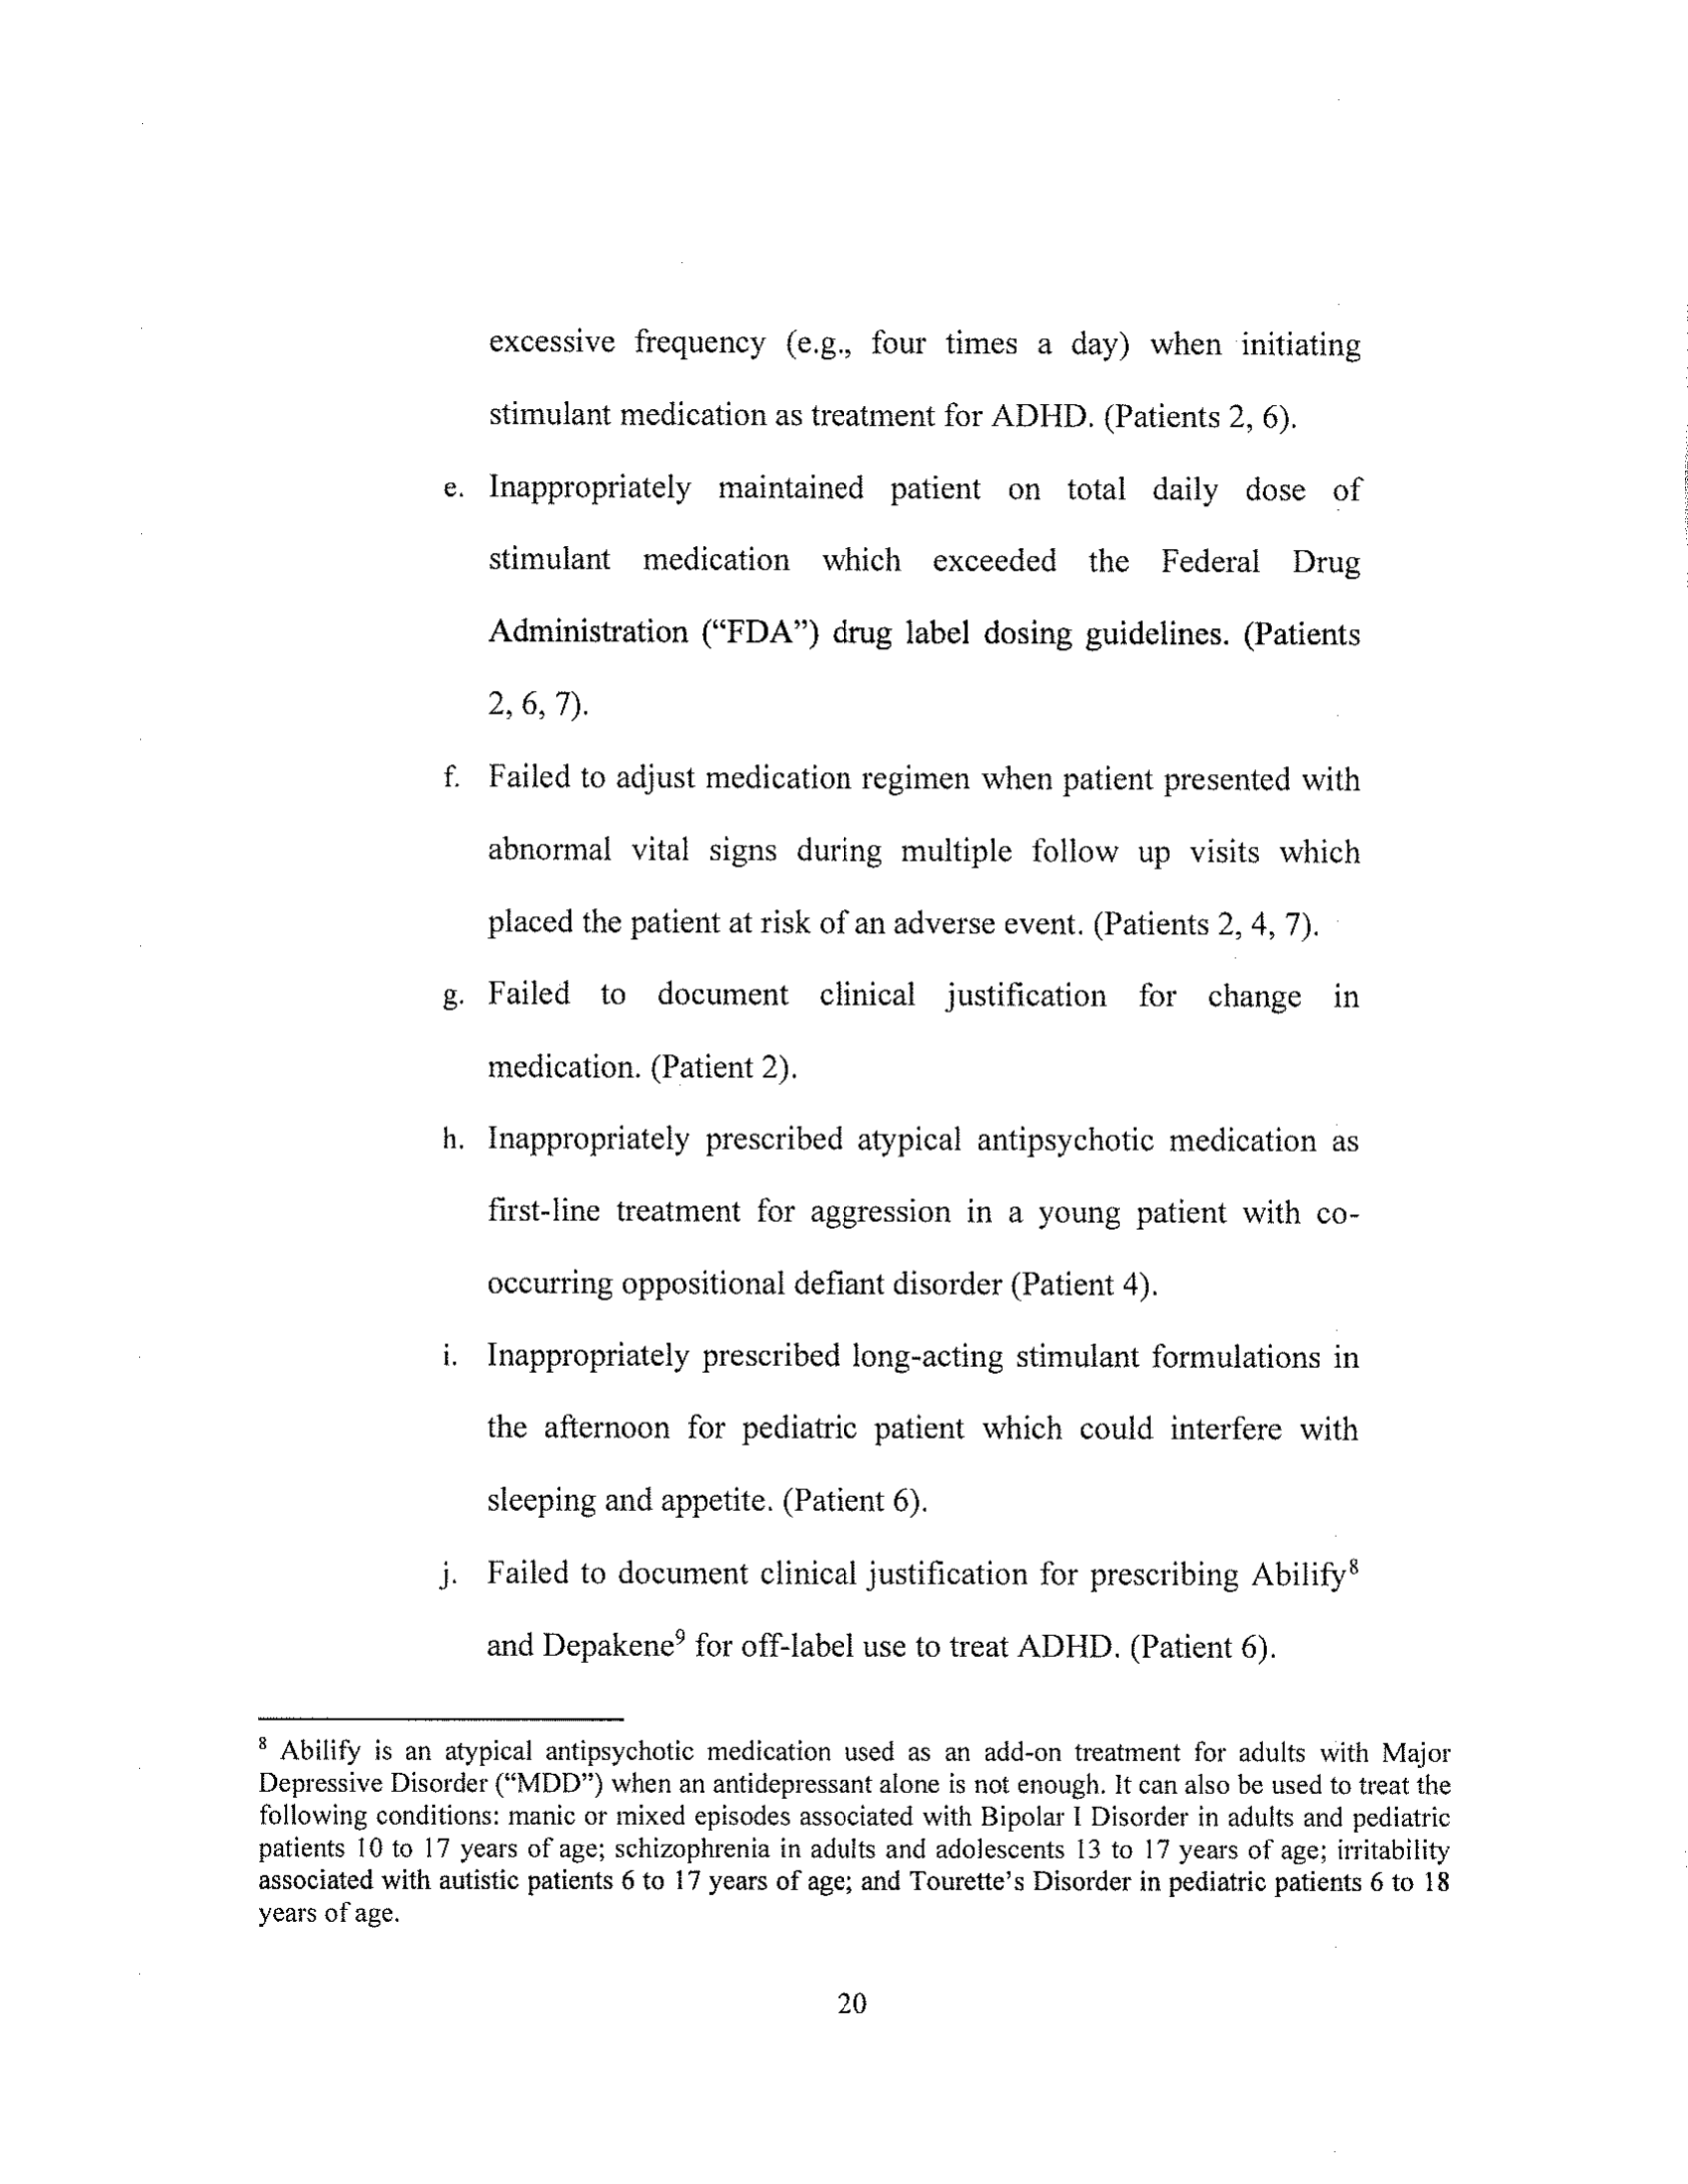 excessive frequency (e.g., four times a day) when initiating
stimulant medication as treatment for ADHD. (Patients 2, 6).
e. Inappropriately maintained patient on total daily dose of
stimulant medication which exceeded the Federal Drug
Administration (“FDA”) drug label dosing guidelines. (Patients
2, 6, 7).
f. Failed to adjust medication regimen when patient presented with
abnormal vital signs during multiple follow up visits which
placed the patient at risk of an adverse event. (Patients 2, 4, 7).
g. Failed to document clinical justification for change in
medication. (Patient 2).
h. Inappropriately prescribed atypical antipsychotic medication as
first-line treatment for aggression in a young patient with co-
occurring oppositional defiant disorder (Patient 4).
i. Inappropriately prescribed long-acting stimulant formulations in
the afternoon for pediatric patient which could interfere with
sleeping and appetite. (Patient 6).
j. Failed to document clinical justification for prescribing Abilify⁸
and Depakene⁹ for off-label use to treat ADHD. (Patient 6).
⁸ Abilify is an atypical antipsychotic medication used as an add-on treatment for adults with Major
Depressive Disorder (“MDD”) when an antidepressant alone is not enough. It can also be used to treat the
following conditions: manic or mixed episodes associated with Bipolar I Disorder in adults and pediatric
patients 10 to 17 years of age; schizophrenia in adults and adolescents 13 to 17 years of age; irritability
associated with autistic patients 6 to 17 years of age; and Tourette’s Disorder in pediatric patients 6 to 18
years of age.
20